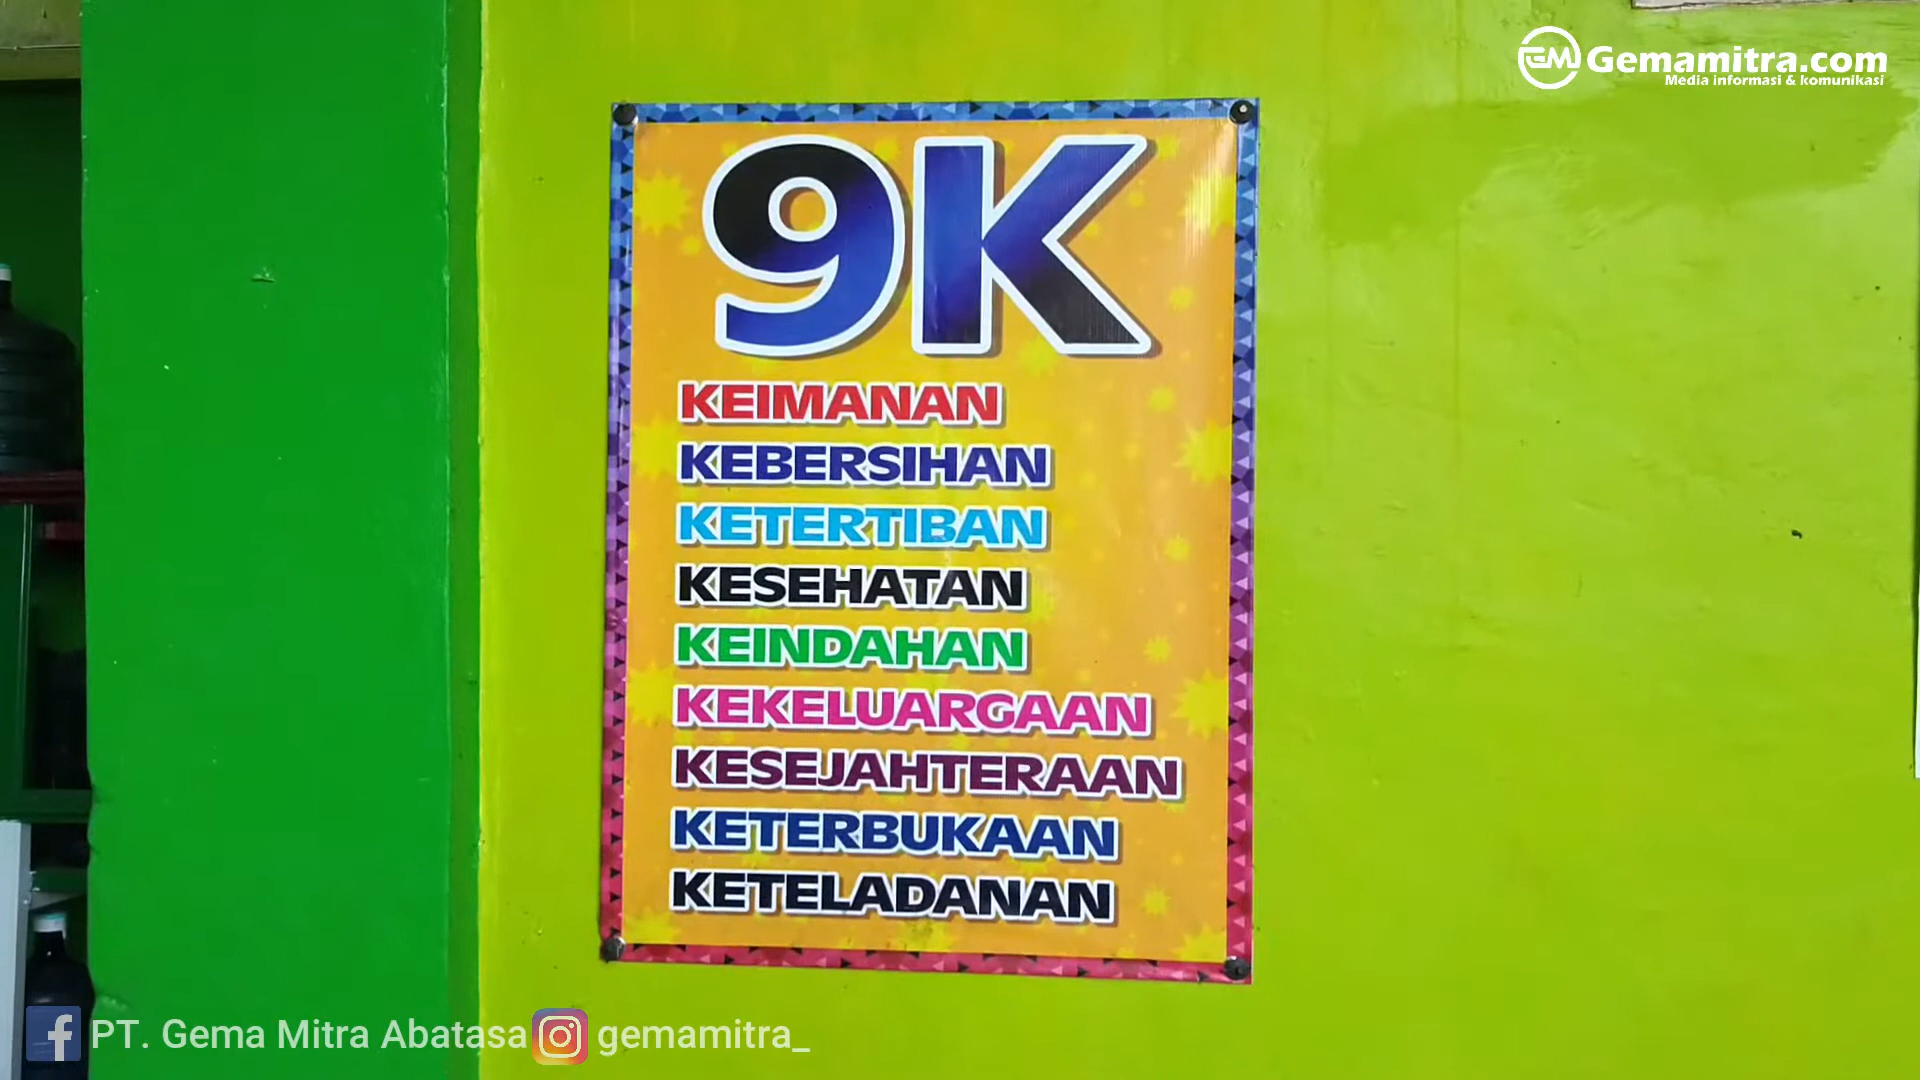 GM Gemamitra.com
Media informasi & komunikasi
9K
KEIMANAN
KEBERSIHAN
KETERTIBAN
KESEHATAN
KEINDAHAN
KEKELUARGAAN
KESEJAHTERAAN
KETERBUKAAN
KETELADANAN
PT. Gema Mitra Abatasa gemamitra_